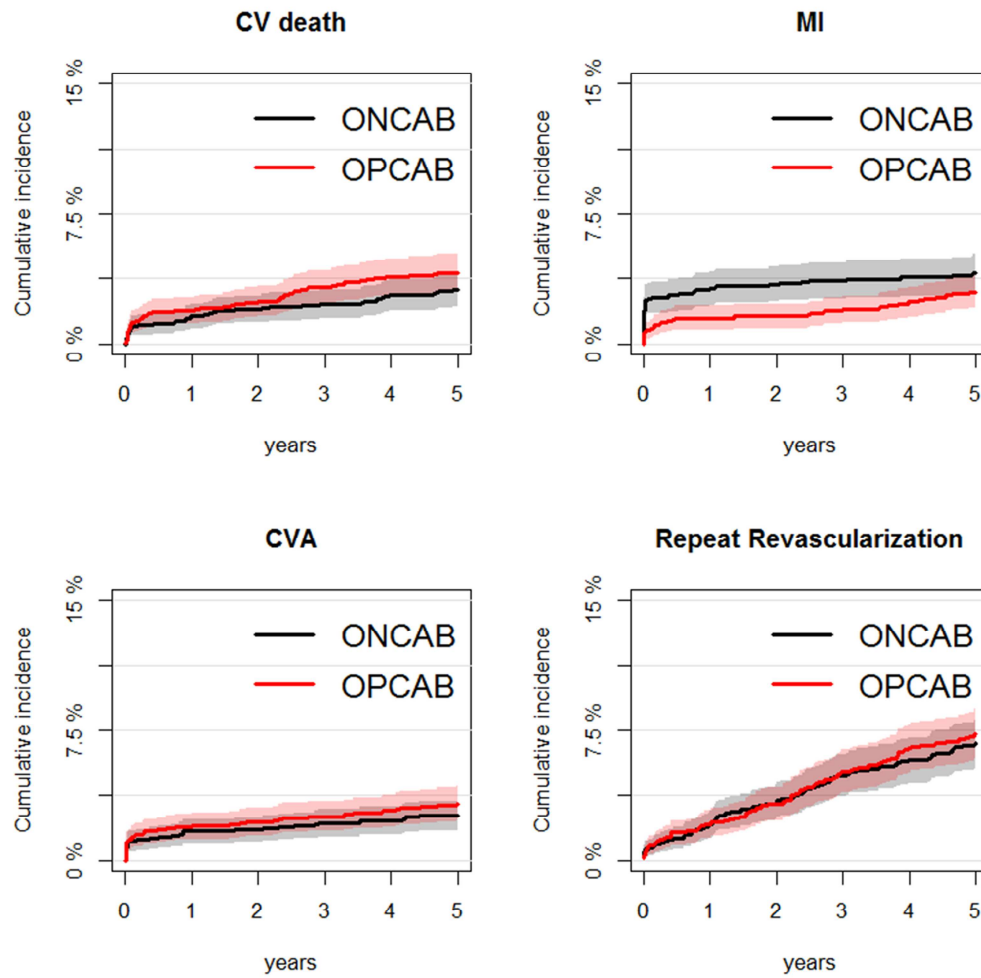 CV death
15 %
7.5 %
0 %
Cumulative incidence
ONCAB
OPCAB
0 1 2 3 4 5
years
MI
15 %
7.5 %
0 %
Cumulative incidence
ONCAB
OPCAB
0 1 2 3 4 5
years
CVA
15 %
7.5 %
0 %
Cumulative incidence
ONCAB
OPCAB
0 1 2 3 4 5
years
Repeat Revascularization
15 %
7.5 %
0 %
Cumulative incidence
ONCAB
OPCAB
0 1 2 3 4 5
years